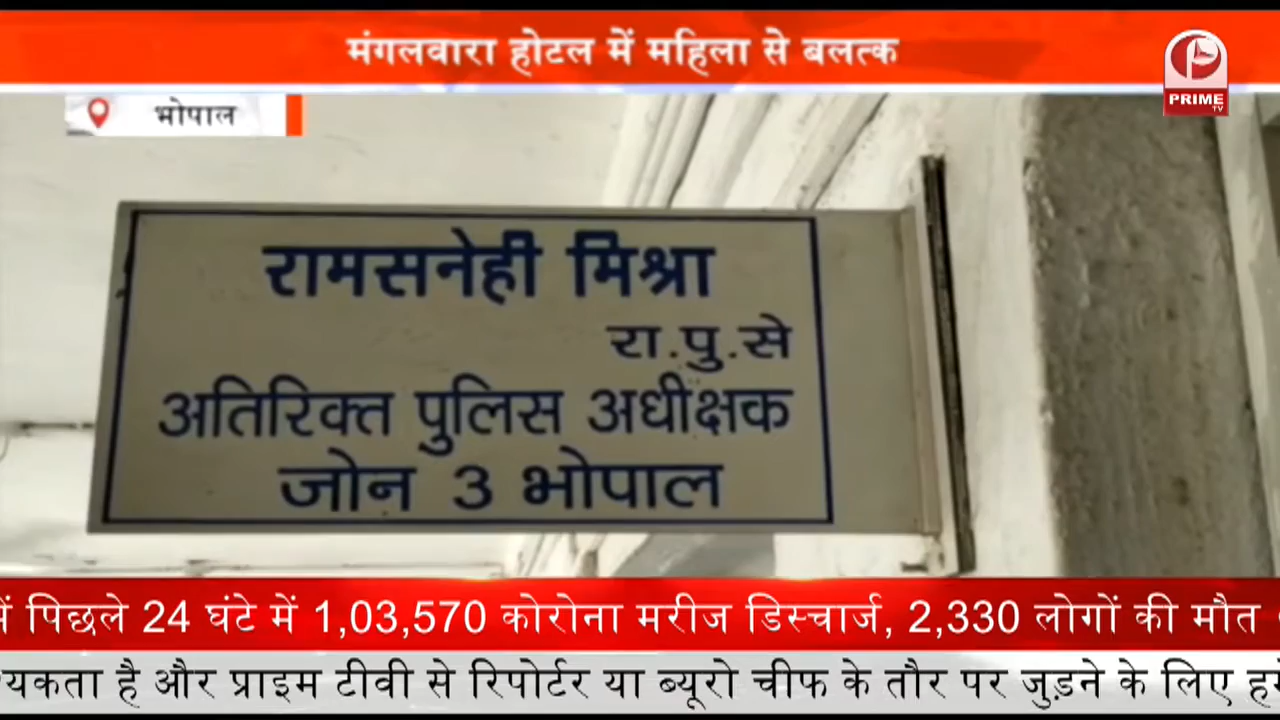 मंगलवारा होटल में महिला से बलत्क
PRIME
TV
भोपाल
रामसनेही मिश्रा
रा.पु.से
अतिरिक्त पुलिस अधीक्षक
जोन 3 भोपाल
में पिछले 24 घंटे में 1,03,570 कोरोना मरीज डिस्चार्ज, 2,330 लोगों की मौत
यकता है और प्राइम टीवी से रिपोर्टर या ब्यूरो चीफ के तौर पर जुड़ने के लिए हमे